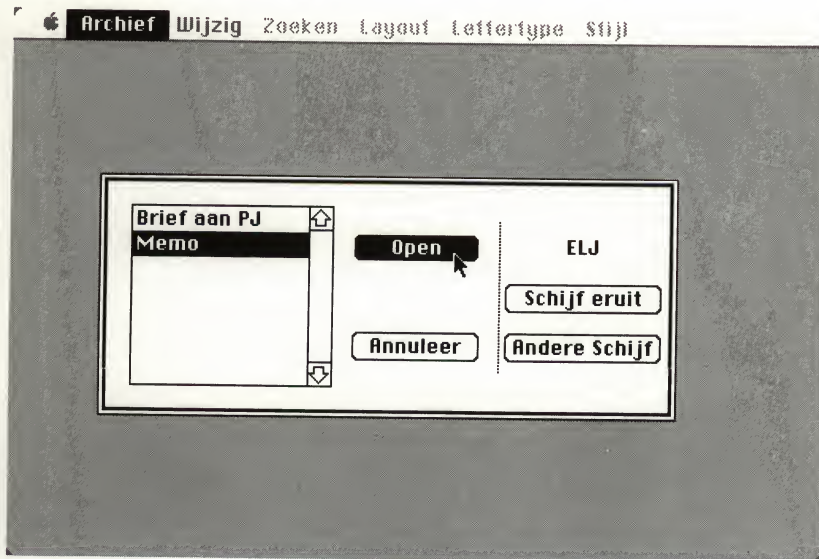 Archief Wijzig Zoeken Layout Lettertype Stijl
Brief aan PJ
Memo
Open
Annuleer
ELJ
Schijf eruit
Andere Schijf